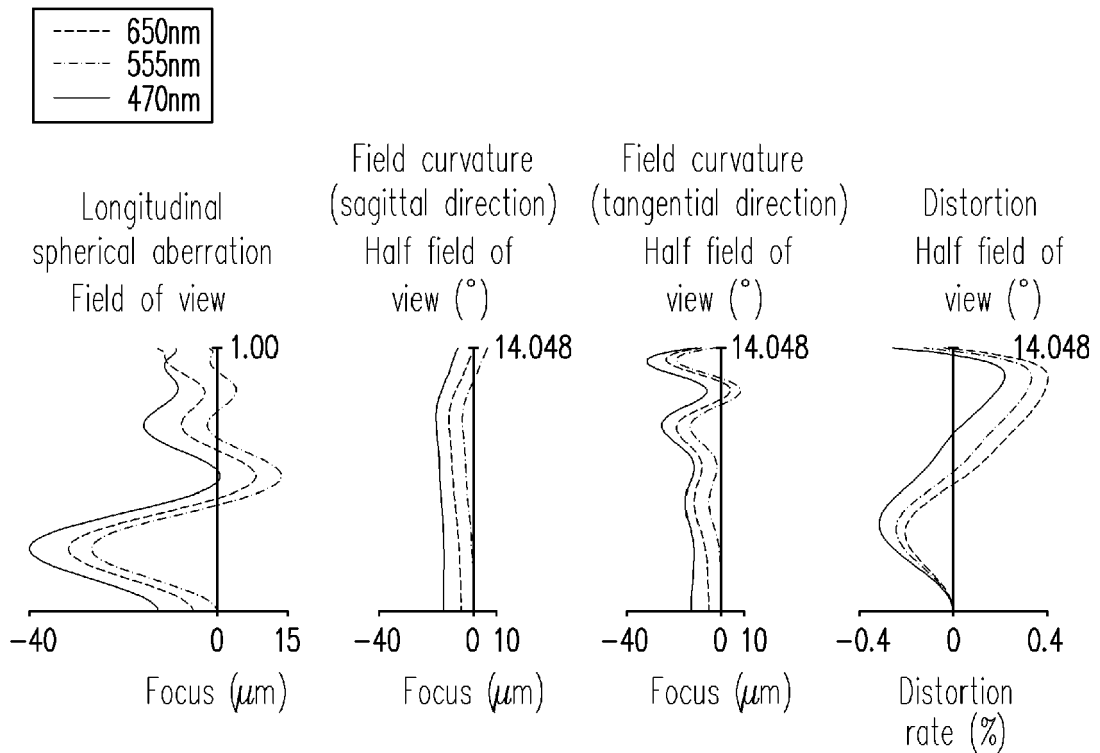 650nm
555nm
470nm
Longitudinal
spherical aberration
Field of view
1.00
−40
0
15
Focus (μm)
Field curvature
(sagittal direction)
Half field of
view (°)
14.048
−40
0
10
Focus (μm)
Field curvature
(tangential direction)
Half field of
view (°)
14.048
−40
0
10
Focus (μm)
Distortion
Half field of
view (°)
14.048
−0.4
0
0.4
Distortion
rate (%)